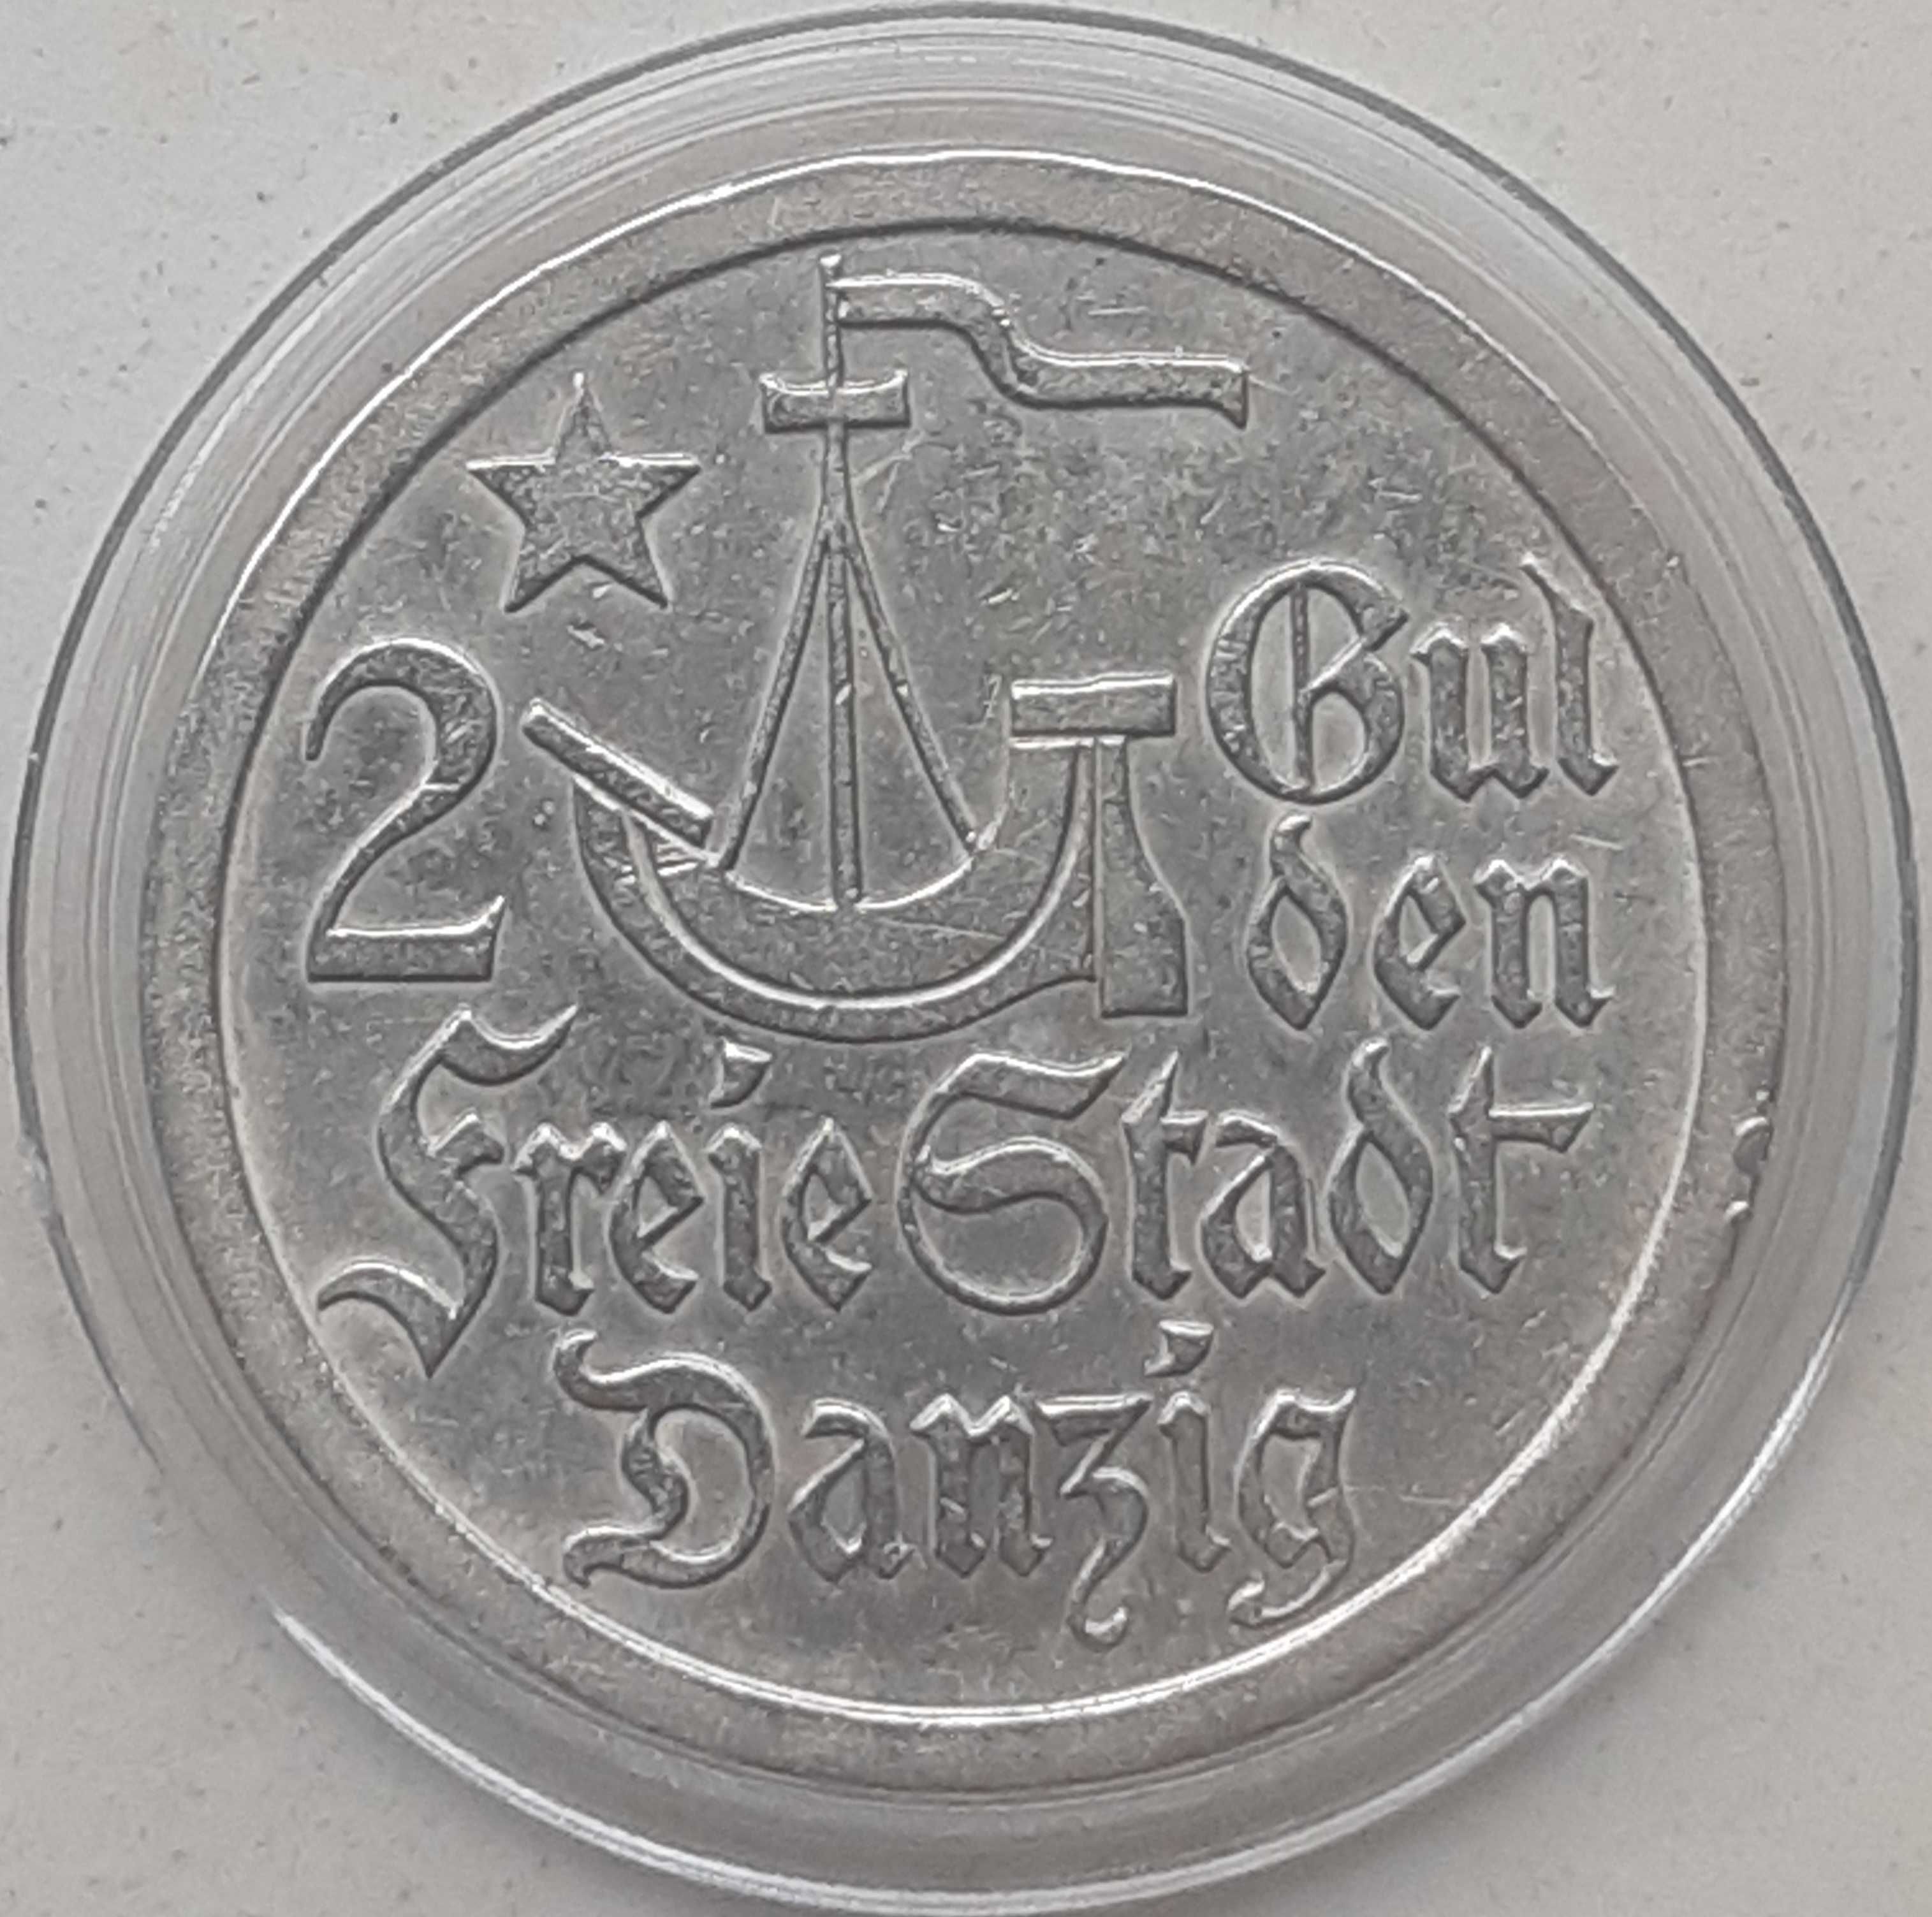 2 Gul
den
Freie Stadt
Danzig